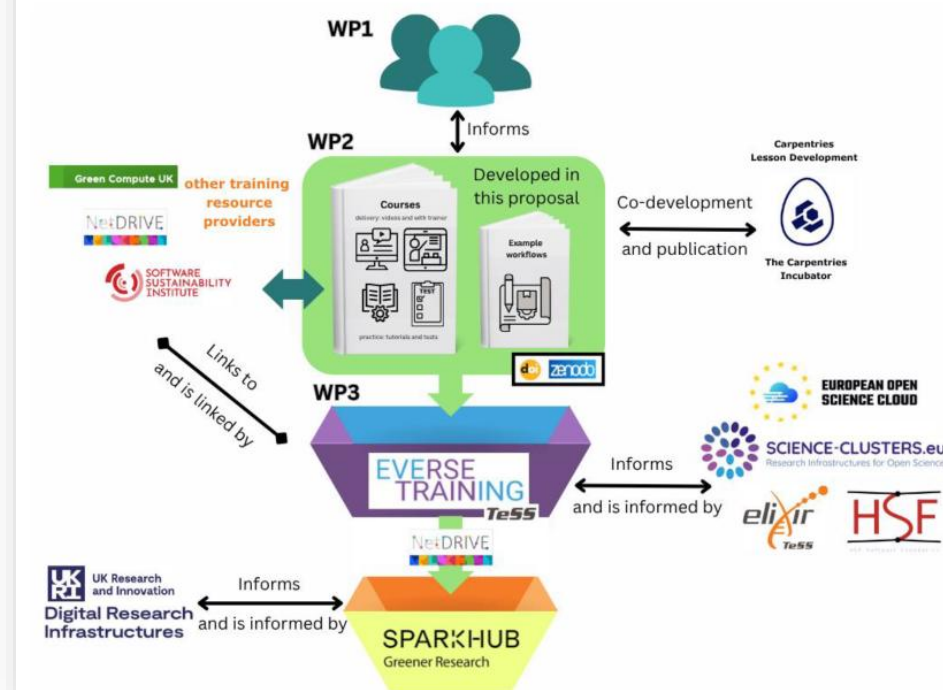 WP1
Informs
WP2
Green Compute UK
other training
resource
providers
NetDRIVE
SOFTWARE
SUSTAINABILITY
INSTITUTE
Courses
delivery: videos and with trainer
TEST
practice: tutorials and tests
Developed in
this proposal
Example
workflows
doi zenodo
Co-development
and publication
Carpentries
Lesson Development
The Carpentries
Incubator
Links to
and is linked by
WP3
EVERSE
TRAINING
TeSS
Informs
and is informed by
EUROPEAN OPEN
SCIENCE CLOUD
SCIENCE-CLUSTERS.eu
Research Infrastructures for Open Science
elixir
TeSS
HSF
NetDRIVE
UK
RI
UK Research
and Innovation
Digital Research
Infrastructures
Informs
and is informed by
SPARKHUB
Greener Research